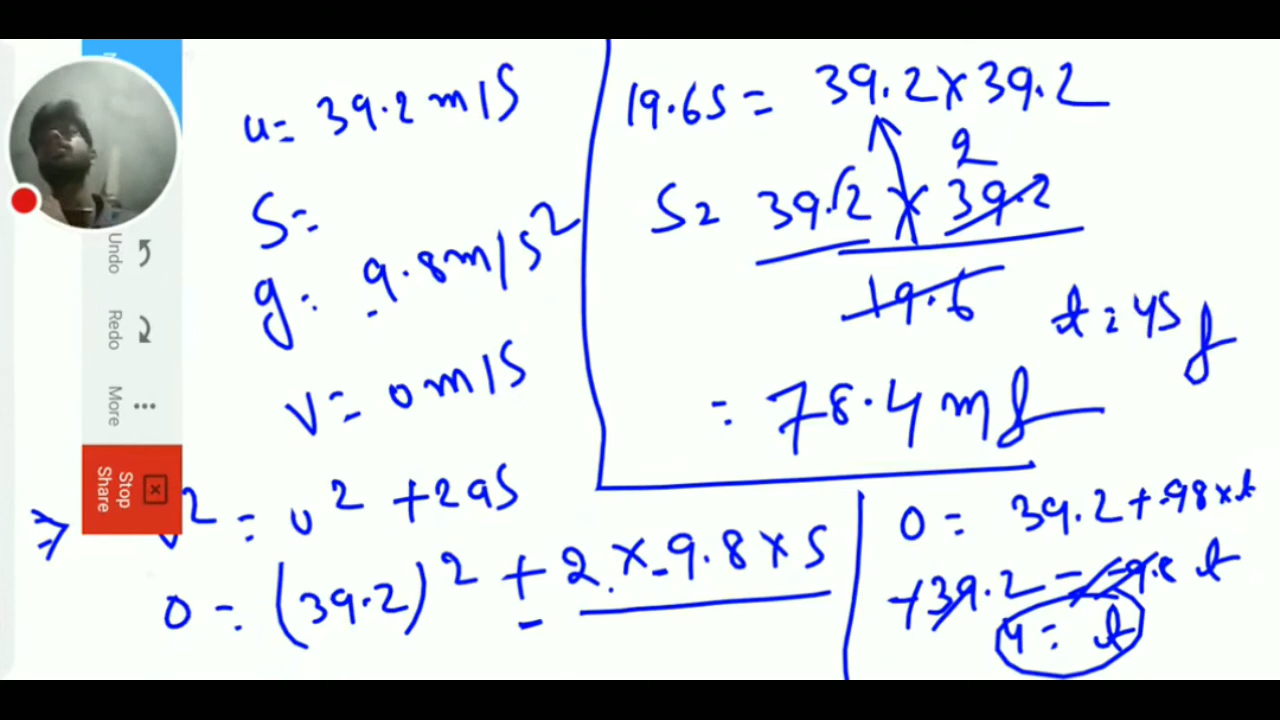 u= 39.2 m/s
S=
g= -9.8m/s2
v= 0m/s
⇒ v2 = u2 + 2as
0 = (39.2)2 + 2 x -9.8 x s
-
19.6s = 39.2 x 39.2
2
S= 39.2 x 39.2
19.6
t= 4s
= 78.4 m
0 = 39.2 + -9.8 x t
+39.2 = -9.8 t
4 = t
Undo
Redo
More
Stop
Share